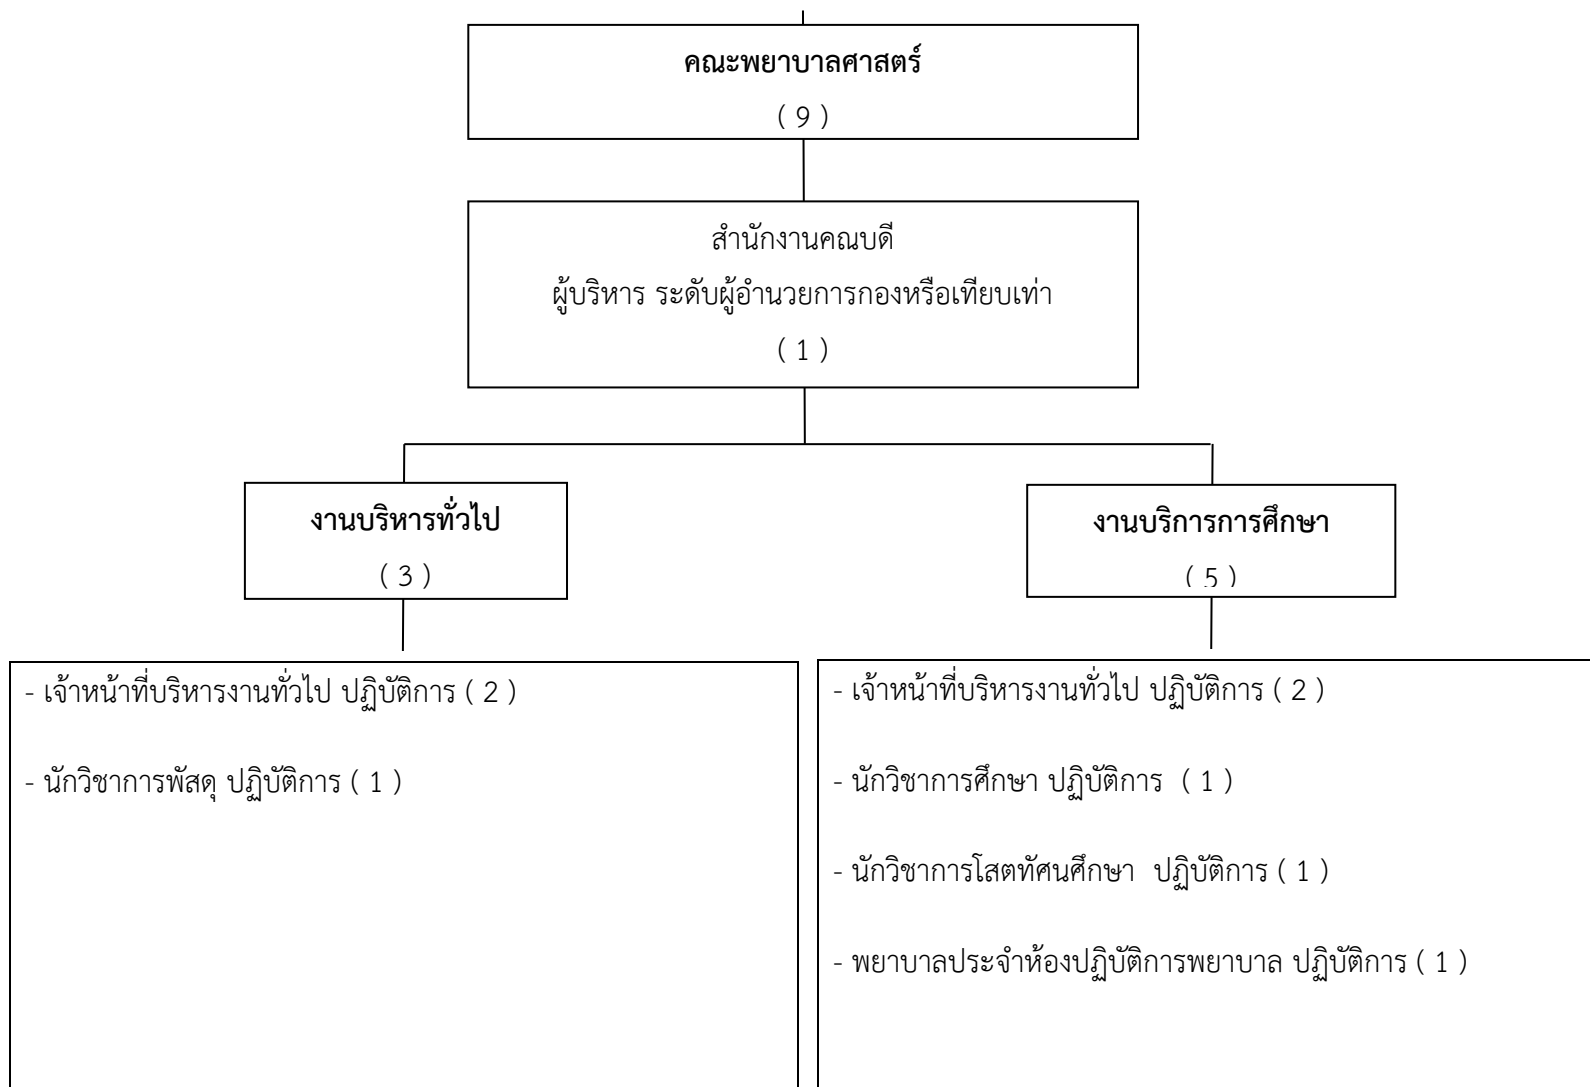 คณะพยาบาลศาสตร์
( 9 )
สำนักงานคณบดี
ผู้บริหาร ระดับผู้อำนวยการกองหรือเทียบเท่า
( 1 )
งานบริหารทั่วไป
( 3 )
งานบริการการศึกษา
( 5 )
- เจ้าหน้าที่บริหารงานทั่วไป ปฏิบัติการ ( 2 )
- นักวิชาการพัสดุ ปฏิบัติการ ( 1 )
- เจ้าหน้าที่บริหารงานทั่วไป ปฏิบัติการ ( 2 )
- นักวิชาการศึกษา ปฏิบัติการ ( 1 )
- นักวิชาการโสตทัศนศึกษา ปฏิบัติการ ( 1 )
- พยาบาลประจำห้องปฏิบัติการพยาบาล ปฏิบัติการ ( 1 )